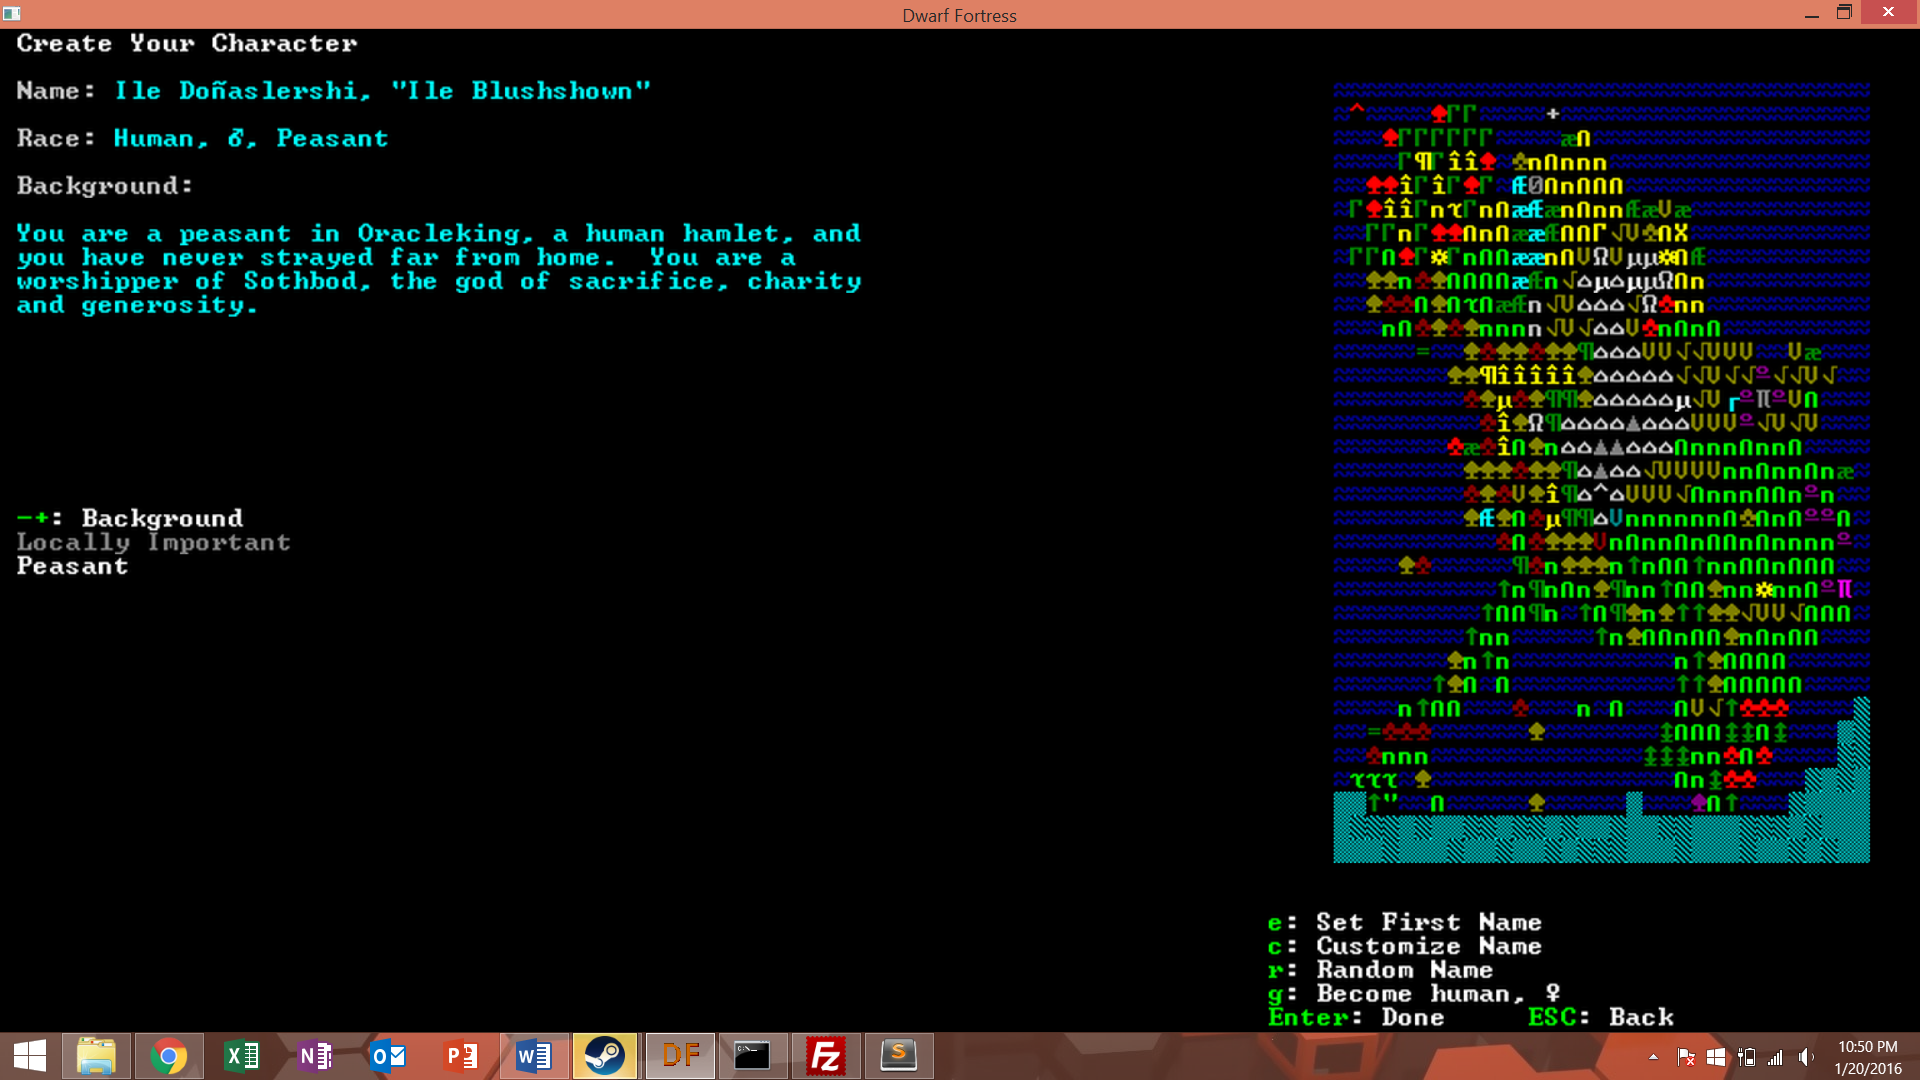 Dwarf Fortress
Create Your Character
Name: Ile Doñaslershi, "Ile Blushshown"
Race: Human, ♂, Peasant
Background:
You are a peasant in Oracleking, a human hamlet, and
you have never strayed far from home.  You are a
worshipper of Sothbod, the god of sacrifice, charity
and generosity.
-+: Background
Locally Important
Peasant
e: Set First Name
c: Customize Name
r: Random Name
g: Become human, ♀
Enter: Done     ESC: Back
DF
10:50 PM
1/20/2016